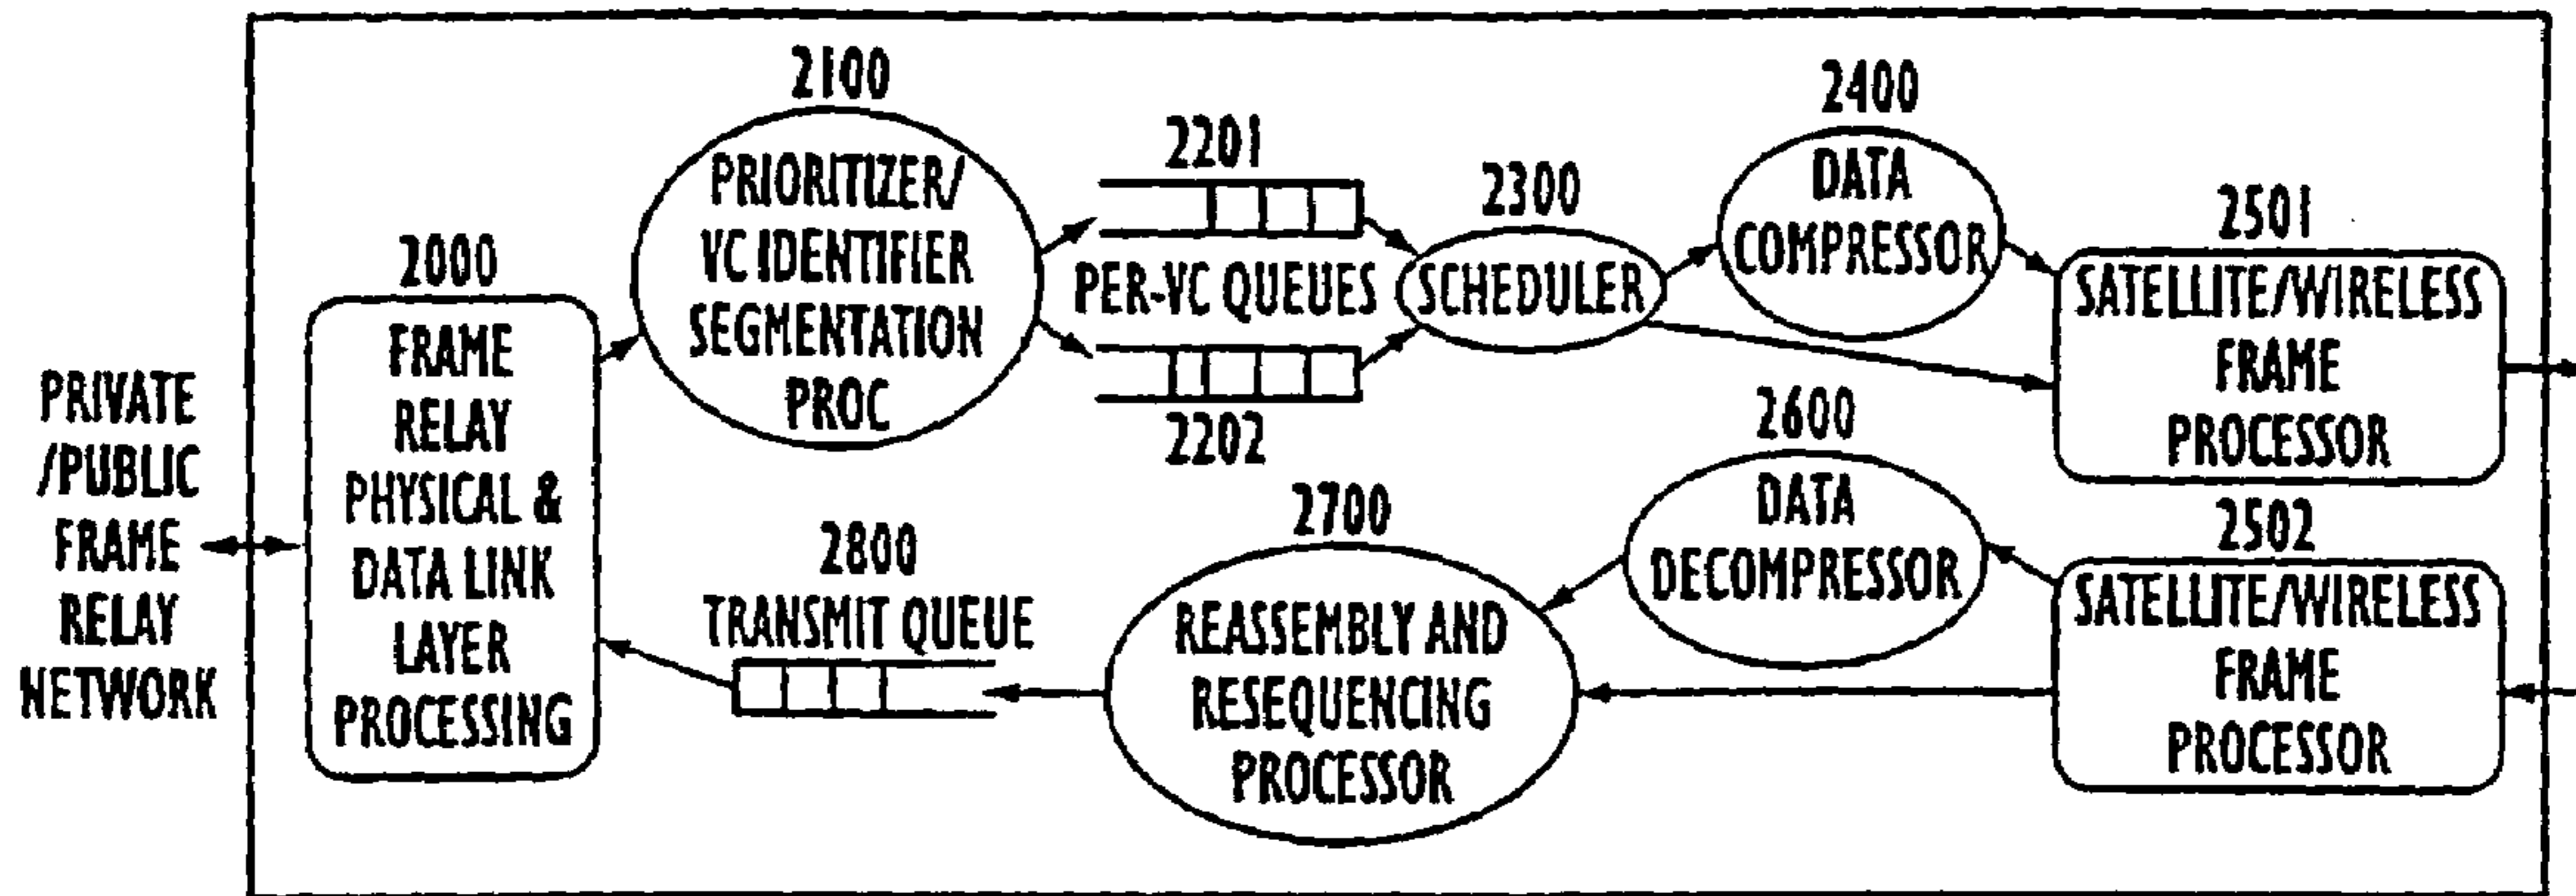 PRIVATE
/PUBLIC
FRAME
RELAY
NETWORK
2000
FRAME
RELAY
PHYSICAL &
DATA LINK
LAYER
PROCESSING
2100
PRIORITIZER/
VC IDENTIFIER
SEGMENTATION
PROC
2201
PER-VC QUEUES
2202
2300
SCHEDULER
2400
DATA
COMPRESSOR
2501
SATELLITE/WIRELESS
FRAME
PROCESSOR
2502
SATELLITE/WIRELESS
FRAME
PROCESSOR
2600
DATA
DECOMPRESSOR
2700
REASSEMBLY AND
RESEQUENCING
PROCESSOR
2800
TRANSMIT QUEUE